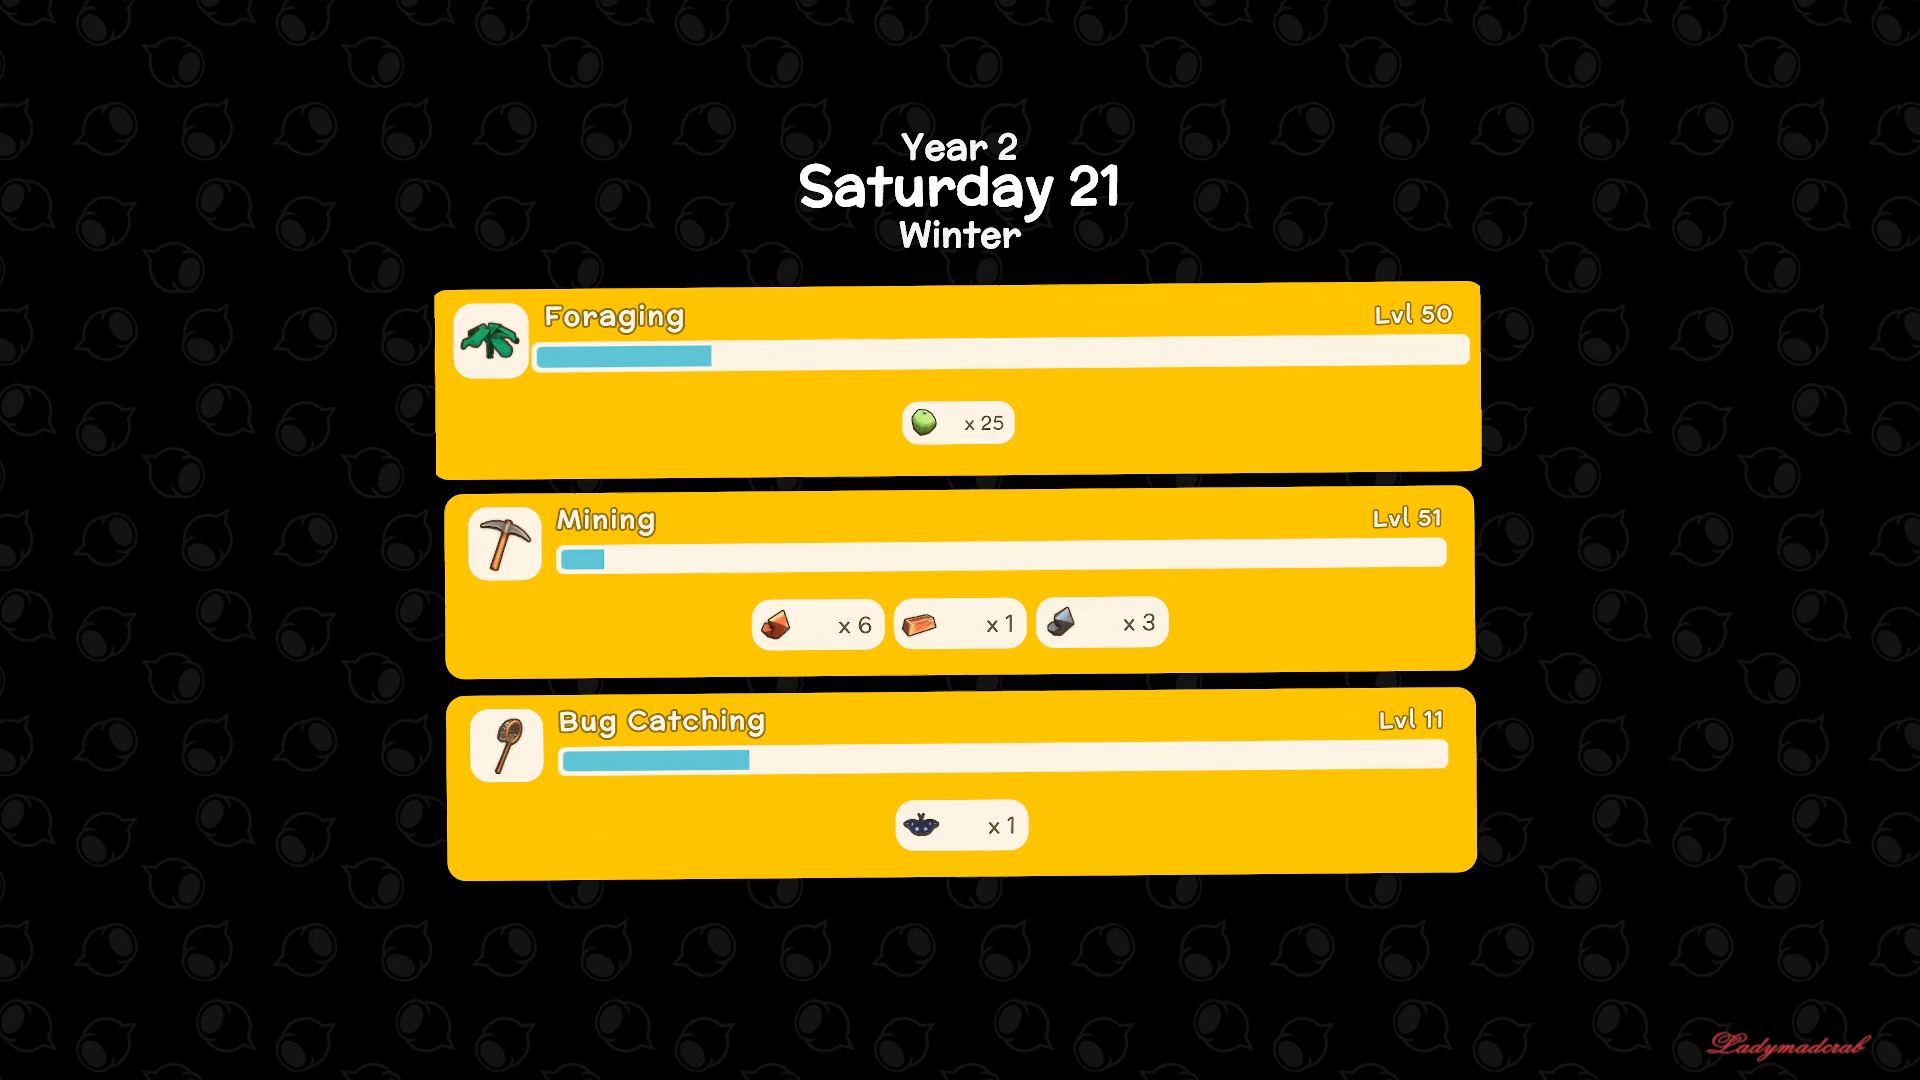 Year 2
Saturday 21
Winter
Foraging
Lvl 50
x 25
Mining
Lvl 51
x 6
x 1
x 3
Bug Catching
Lvl 11
x 1
Ladymadcrab